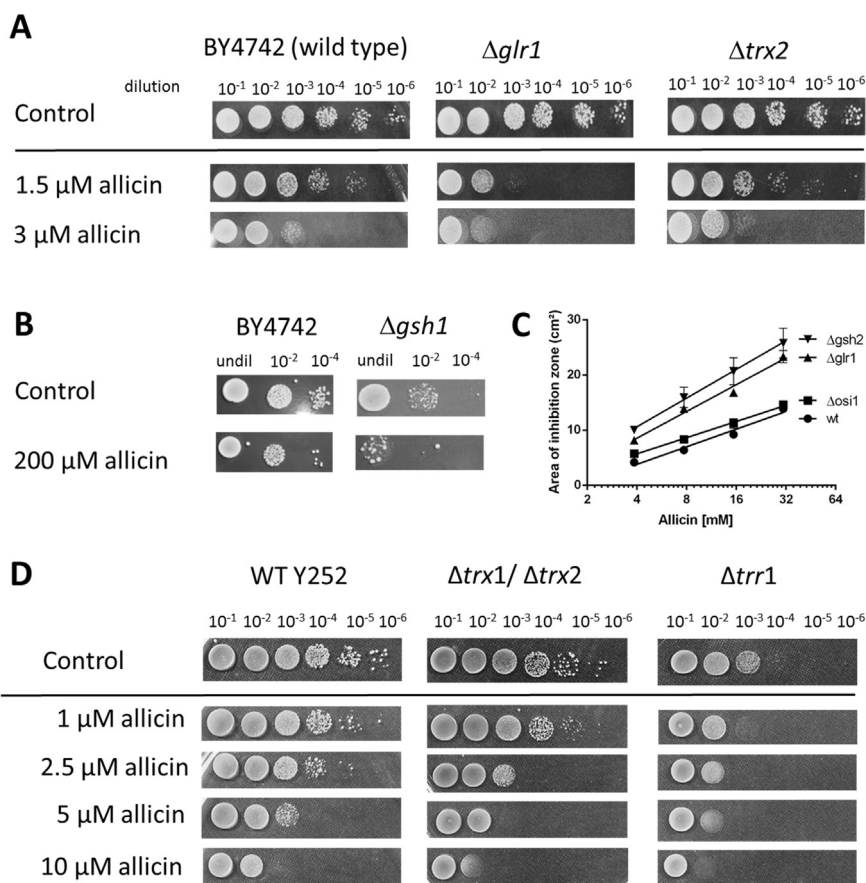 A
BY4742 (wild type) Δglr1 Δtrx2
dilution 10-1 10-2 10-3 10-4 10-5 10-6 10-1 10-2 10-3 10-4 10-5 10-6 10-1 10-2 10-3 10-4 10-5 10-6
Control
1.5 µM allicin
3 µM allicin
B
BY4742 Δgsh1
undil 10-2 10-4 undil 10-2 10-4
Control
200 µM allicin
C
Area of inhibition zone (cm²)
30
20
10
0
2 4 8 16 32 64
Allicin [mM]
Δgsh2
Δglr1
Δosi1
wt
D
WT Y252 Δtrx1/ Δtrx2 Δtrr1
10-1 10-2 10-3 10-4 10-5 10-6 10-1 10-2 10-3 10-4 10-5 10-6 10-1 10-2 10-3 10-4 10-5 10-6
Control
1 µM allicin
2.5 µM allicin
5 µM allicin
10 µM allicin